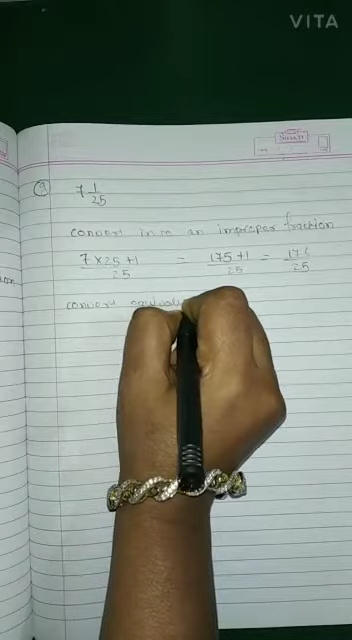 VITA
9 7 1/25
convert into an improper fraction
7×25+1/25 = 175+1/25 = 176/25
convert